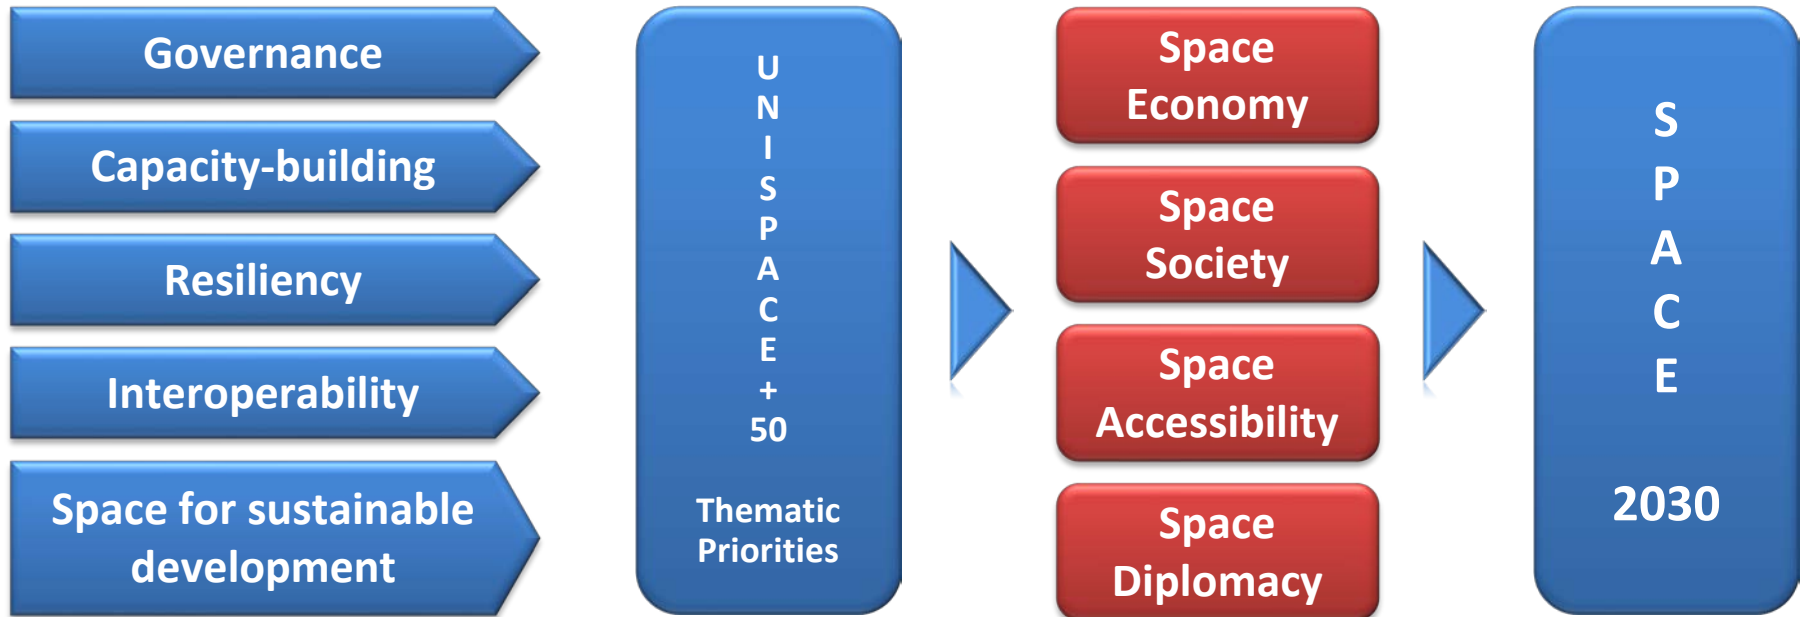 Governance
Capacity-building
Resiliency
Interoperability
Space for sustainable
development
U
N
I
S
P
A
C
E
+
50
Thematic
Priorities
Space
Economy
Space
Society
Space
Accessibility
Space
Diplomacy
S
P
A
C
E
2030